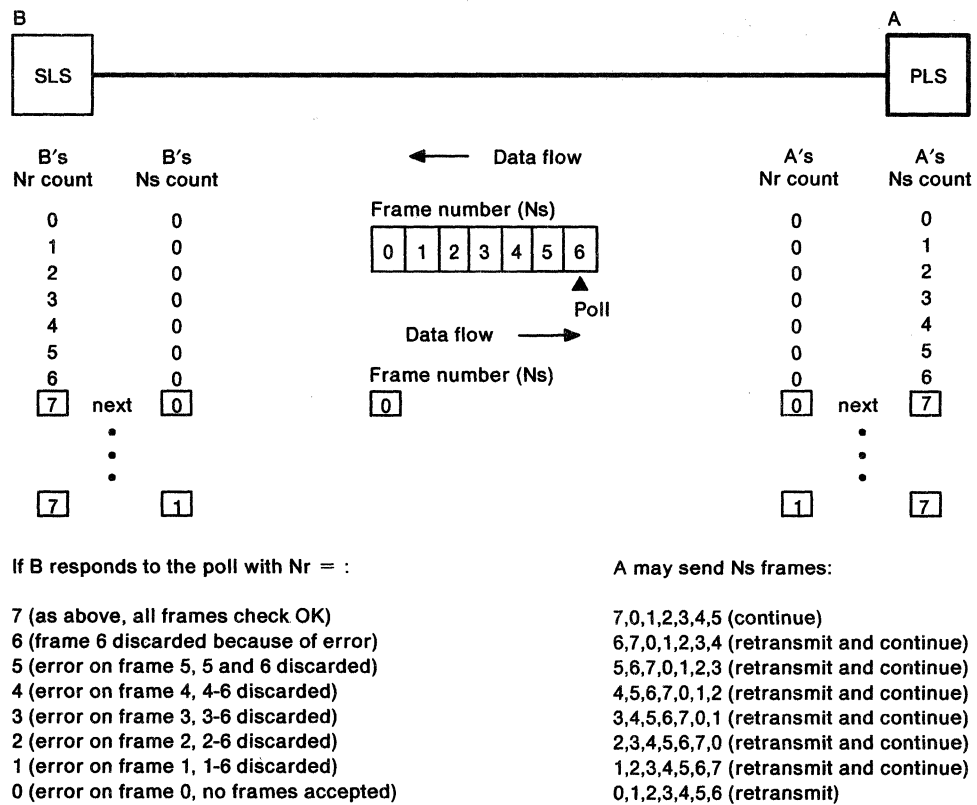 B A
SLS PLS
B's B's Data flow A's A's
Nr count Ns count Nr count Ns count
Frame number (Ns)
0 0 0 0
1 0 0 1 2 3 4 5 6 0 1
2 0 0 2
3 0 Poll 0 3
4 0 Data flow 0 4
5 0 0 5
6 0 Frame number (Ns) 0 6
7 next 0 0 0 next 7
7 1 1 7
If B responds to the poll with Nr = : A may send Ns frames:
7 (as above, all frames check OK) 7,0,1,2,3,4,5 (continue)
6 (frame 6 discarded because of error) 6,7,0,1,2,3,4 (retransmit and continue)
5 (error on frame 5, 5 and 6 discarded) 5,6,7,0,1,2,3 (retransmit and continue)
4 (error on frame 4, 4-6 discarded) 4,5,6,7,0,1,2 (retransmit and continue)
3 (error on frame 3, 3-6 discarded) 3,4,5,6,7,0,1 (retransmit and continue)
2 (error on frame 2, 2-6 discarded) 2,3,4,5,6,7,0 (retransmit and continue)
1 (error on frame 1, 1-6 discarded) 1,2,3,4,5,6,7 (retransmit and continue)
0 (error on frame 0, no frames accepted) 0,1,2,3,4,5,6 (retransmit)